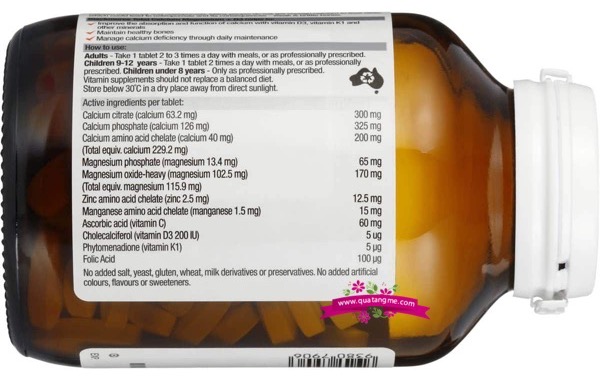 Improve the absorption and function of calcium with vitamin D3, vitamin K1 and
other minerals
Maintain healthy bones
Manage calcium deficiency through daily maintenance
How to use:
Adults - Take 1 tablet 2 to 3 times a day with meals, or as professionally prescribed.
Children 9-12 years - Take 1 tablet 2 times a day with meals, or as professionally
prescribed. Children under 8 years - Only as professionally prescribed.
Vitamin supplements should not replace a balanced diet.
Store below 30°C in a dry place away from direct sunlight.
Active ingredients per tablet:
Calcium citrate (calcium 63.2 mg) 300 mg
Calcium phosphate (calcium 126 mg) 325 mg
Calcium amino acid chelate (calcium 40 mg) 200 mg
(Total equiv. calcium 229.2 mg)
Magnesium phosphate (magnesium 13.4 mg) 65 mg
Magnesium oxide-heavy (magnesium 102.5 mg) 170 mg
(Total equiv. magnesium 115.9 mg)
Zinc amino acid chelate (zinc 2.5 mg) 12.5 mg
Manganese amino acid chelate (manganese 1.5 mg) 15 mg
Ascorbic acid (vitamin C) 60 mg
Cholecalciferol (vitamin D3 200 IU) 5 ug
Phytomenadione (vitamin K1) 5 µg
Folic Acid 100 µg
No added salt, yeast, gluten, wheat, milk derivatives or preservatives. No added artificial
colours, flavours or sweeteners.
www.quatangme.com
9380 7906